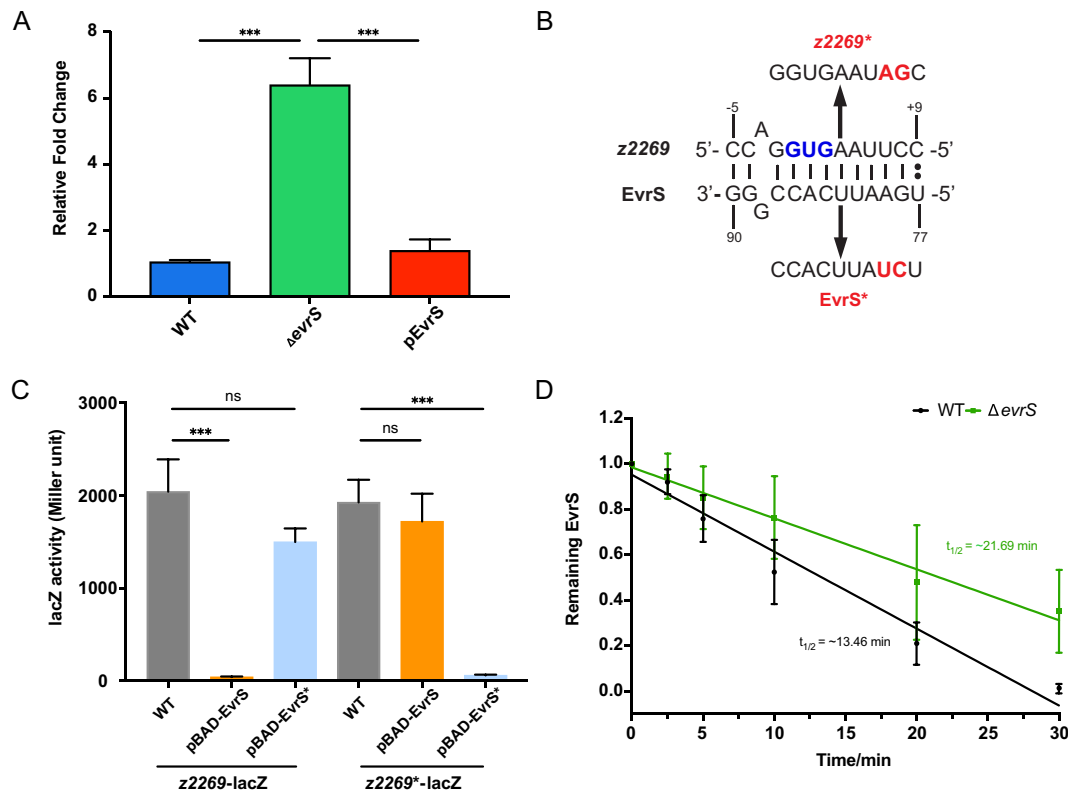 A
Relative Fold Change
8
6
4
2
0
***
***
WT
ΔevrS
pEvrS
B
z2269*
GGUGAAUAGC
-5
+9
A
z2269
5'- CC GGUGAAUUCC -5'
EvrS
3'- GG CCACUUAAGU -5'
G
90
77
CCACUUAUCU
EvrS*
C
lacZ activity (Miller unit)
3000
2000
1000
0
ns
***
***
ns
WT
pBAD-EvrS
pBAD-EvrS*
WT
pBAD-EvrS
pBAD-EvrS*
z2269-lacZ
z2269*-lacZ
D
WT
ΔevrS
Remaining EvrS
1.2
1.0
0.8
0.6
0.4
0.2
0.0
t1/2 = ~21.69 min
t1/2 = ~13.46 min
0 5 10 15 20 25 30
Time/min